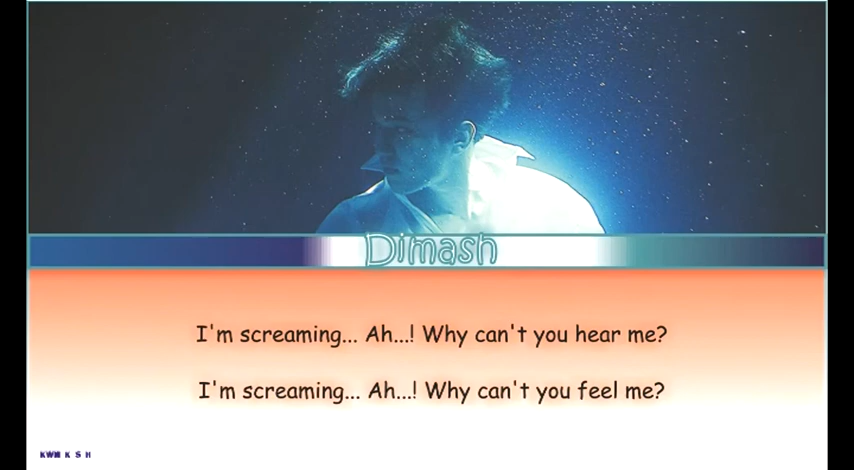 Dimash
I'm screaming... Ah...! Why can't you hear me?
I'm screaming... Ah...! Why can't you feel me?